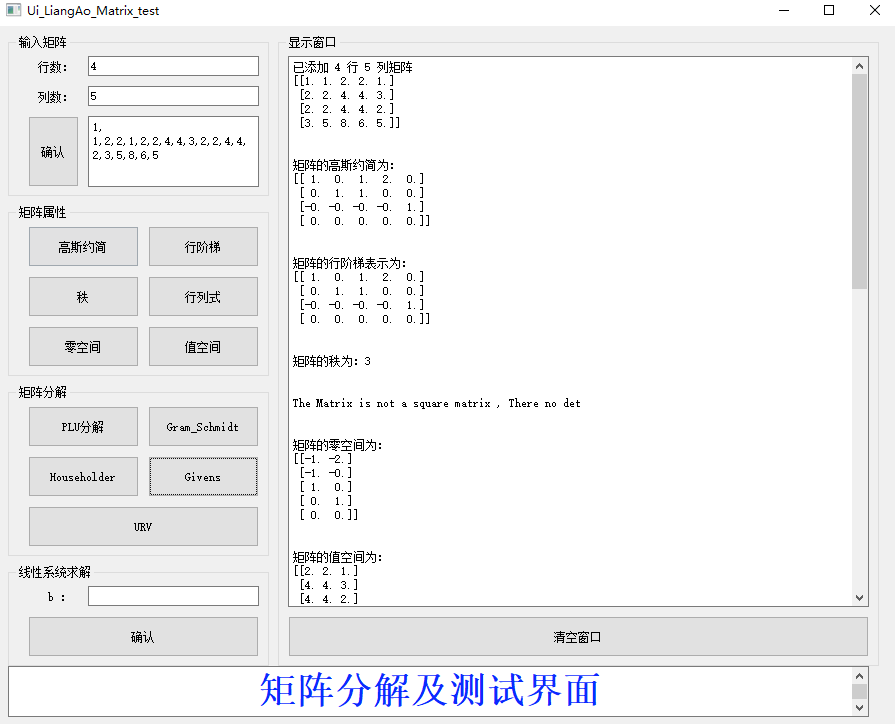 Ui_LiangAo_Matrix_test
输入矩阵
行数： 4
列数： 5
确认
1,
1,2,2,1,2,2,4,4,3,2,2,4,4,
2,3,5,8,6,5
矩阵属性
高斯约简 行阶梯
秩 行列式
零空间 值空间
矩阵分解
PLU分解 Gram_Schmidt
Householder Givens
URV
线性系统求解
b ：
确认
显示窗口
已添加 4 行 5 列矩阵
[[1. 1. 2. 2. 1.]
[2. 2. 4. 4. 3.]
[2. 2. 4. 4. 2.]
[3. 5. 8. 6. 5.]]
矩阵的高斯约简为：
[[ 1. 0. 1. 2. 0.]
[ 0. 1. 1. 0. 0.]
[-0. -0. -0. -0. 1.]
[ 0. 0. 0. 0. 0.]]
矩阵的行阶梯表示为：
[[ 1. 0. 1. 2. 0.]
[ 0. 1. 1. 0. 0.]
[-0. -0. -0. -0. 1.]
[ 0. 0. 0. 0. 0.]]
矩阵的秩为：3
The Matrix is not a square matrix , There no det
矩阵的零空间为：
[[-1. -2.]
[-1. -0.]
[ 1. 0.]
[ 0. 1.]
[ 0. 0.]]
矩阵的值空间为：
[[2. 2. 1.]
[4. 4. 3.]
[4. 4. 2.]
清空窗口
矩阵分解及测试界面